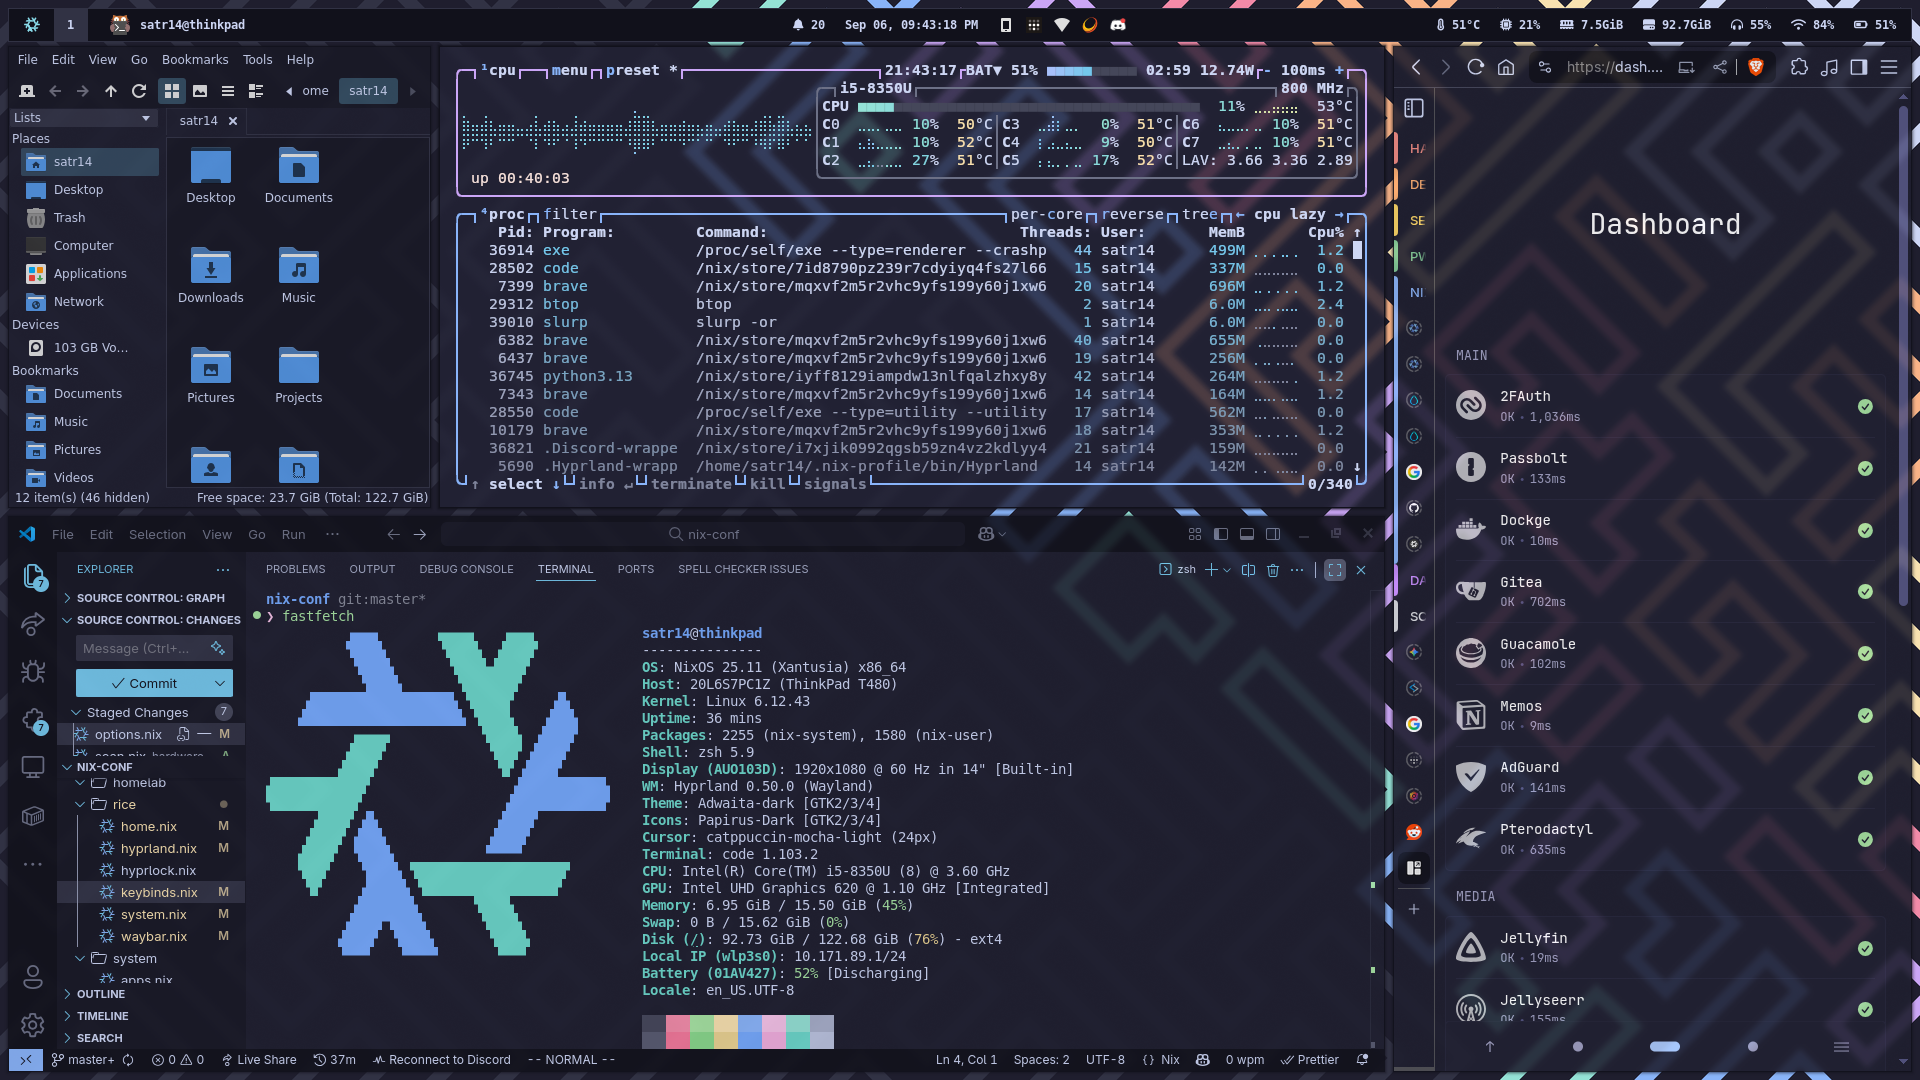 1 satr14@thinkpad 20 Sep 06, 09:43:18 PM 51°C 21% 7.5GiB 92.7GiB 55% 84% 51%
File Edit View Go Bookmarks Tools Help
ome satr14
Lists
satr14
Places
satr14
Desktop
Trash
Computer
Applications
Network
Devices
103 GB Vo...
Bookmarks
Documents
Music
Pictures
Videos
Desktop Documents
Downloads Music
Pictures Projects
12 item(s) (46 hidden) Free space: 23.7 GiB (Total: 122.7 GiB)
¹cpu menu preset * 21:43:17 BAT▼ 51% 02:59 12.74W - 100ms +
i5-8350U 800 MHz
CPU 11% 53°C
C0 10% 50°C C3 0% 51°C C6 10% 51°C
C1 10% 52°C C4 9% 50°C C7 10% 51°C
C2 27% 51°C C5 17% 52°C LAV: 3.66 3.36 2.89
up 00:40:03
⁴proc filter per-core reverse tree ← cpu lazy →
Pid: Program: Command: Threads: User: MemB Cpu% ↑
36914 exe /proc/self/exe --type=renderer --crashp 44 satr14 499M 1.2
28502 code /nix/store/7id8790pz239r7cdyiyq4fs27l66 15 satr14 337M 0.0
7399 brave /nix/store/mqxvf2m5r2vhc9yfs199y60j1xw6 20 satr14 696M 1.2
29312 btop btop 2 satr14 6.0M 2.4
39010 slurp slurp -or 1 satr14 6.0M 0.0
6382 brave /nix/store/mqxvf2m5r2vhc9yfs199y60j1xw6 40 satr14 655M 0.0
6437 brave /nix/store/mqxvf2m5r2vhc9yfs199y60j1xw6 19 satr14 256M 0.0
36745 python3.13 /nix/store/iyff8129iampdw13nlfqalzhxy8y 42 satr14 264M 1.2
7343 brave /nix/store/mqxvf2m5r2vhc9yfs199y60j1xw6 14 satr14 164M 1.2
28550 code /proc/self/exe --type=utility --utility 17 satr14 562M 0.0
10179 brave /nix/store/mqxvf2m5r2vhc9yfs199y60j1xw6 18 satr14 353M 1.2
36821 .Discord-wrappe /nix/store/i7xjik0992qgsb59zn4vz2kdlyy4 21 satr14 159M 0.0
5690 .Hyprland-wrapp /home/satr14/.nix-profile/bin/Hyprland 14 satr14 142M 0.0 ↓
↑ select ↓ info ↵ terminate kill signals 0/340
File Edit Selection View Go Run ··· ← → nix-conf
EXPLORER ···
SOURCE CONTROL: GRAPH
SOURCE CONTROL: CHANGES
Message (Ctrl+...
Commit
Staged Changes 7
options.nix M
NIX-CONF
homelab
rice
home.nix M
hyprland.nix M
hyprlock.nix
keybinds.nix M
system.nix M
waybar.nix M
system
apps.nix
OUTLINE
TIMELINE
SEARCH
7
7
PROBLEMS OUTPUT DEBUG CONSOLE TERMINAL PORTS SPELL CHECKER ISSUES zsh
nix-conf git:master*
❯ fastfetch
satr14@thinkpad
---------------
OS: NixOS 25.11 (Xantusia) x86_64
Host: 20L6S7PC1Z (ThinkPad T480)
Kernel: Linux 6.12.43
Uptime: 36 mins
Packages: 2255 (nix-system), 1580 (nix-user)
Shell: zsh 5.9
Display (AUO103D): 1920x1080 @ 60 Hz in 14" [Built-in]
WM: Hyprland 0.50.0 (Wayland)
Theme: Adwaita-dark [GTK2/3/4]
Icons: Papirus-Dark [GTK2/3/4]
Cursor: catppuccin-mocha-light (24px)
Terminal: code 1.103.2
CPU: Intel(R) Core(TM) i5-8350U (8) @ 3.60 GHz
GPU: Intel UHD Graphics 620 @ 1.10 GHz [Integrated]
Memory: 6.95 GiB / 15.50 GiB (45%)
Swap: 0 B / 15.62 GiB (0%)
Disk (/): 92.73 GiB / 122.68 GiB (76%) - ext4
Local IP (wlp3s0): 10.171.89.1/24
Battery (01AV427): 52% [Discharging]
Locale: en_US.UTF-8
master+ 0 0 Live Share 37m Reconnect to Discord -- NORMAL -- Ln 4, Col 1 Spaces: 2 UTF-8 {} Nix 0 wpm Prettier
https://dash....
HA
DE
SE
PV
NI
DA
SC
Dashboard
MAIN
2FAuth
OK • 1,036ms
Passbolt
OK • 133ms
Dockge
OK • 10ms
Gitea
OK • 702ms
Guacamole
OK • 102ms
Memos
OK • 9ms
AdGuard
OK • 141ms
Pterodactyl
OK • 635ms
MEDIA
Jellyfin
OK • 19ms
Jellyseerr
OK • 155ms